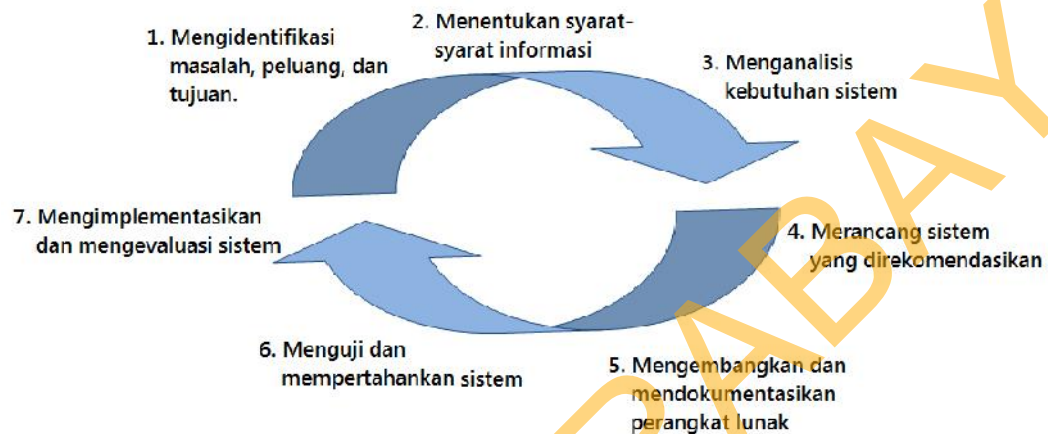 1. Mengidentifikasi
masalah, peluang, dan
tujuan.
2. Menentukan syarat-
syarat informasi
3. Menganalisis
kebutuhan sistem
4. Merancang sistem
yang direkomendasikan
5. Mengembangkan dan
mendokumentasikan
perangkat lunak
6. Menguji dan
mempertahankan sistem
7. Mengimplementasikan
dan mengevaluasi sistem
RABAY